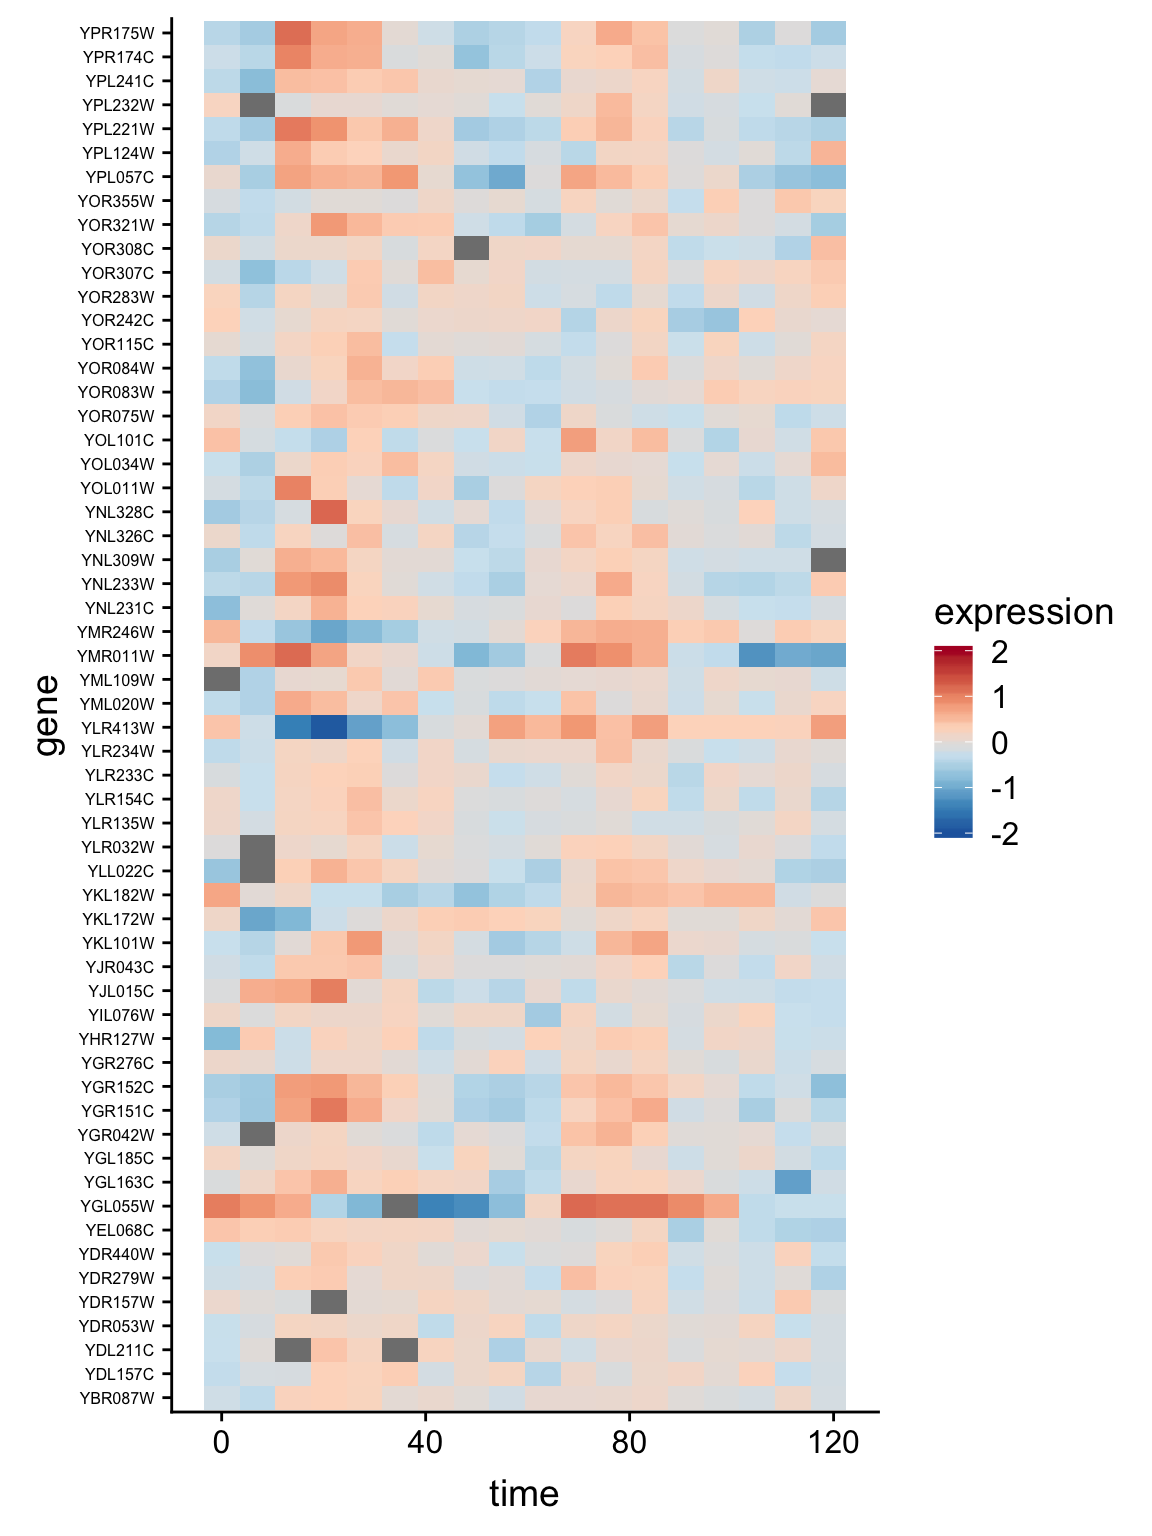 YPR175W
YPR174C
YPL241C
YPL232W
YPL221W
YPL124W
YPL057C
YOR355W
YOR321W
YOR308C
YOR307C
YOR283W
YOR242C
YOR115C
YOR084W
YOR083W
YOR075W
YOL101C
YOL034W
YOL011W
YNL328C
YNL326C
YNL309W
YNL233W
YNL231C
YMR246W
YMR011W
YML109W
YML020W
YLR413W
YLR234W
YLR233C
YLR154C
YLR135W
YLR032W
YLL022C
YKL182W
YKL172W
YKL101W
YJR043C
YJL015C
YIL076W
YHR127W
YGR276C
YGR152C
YGR151C
YGR042W
YGL185C
YGL163C
YGL055W
YEL068C
YDR440W
YDR279W
YDR157W
YDR053W
YDL211C
YDL157C
YBR087W
gene
0 40 80 120
time
expression
2
1
0
-1
-2